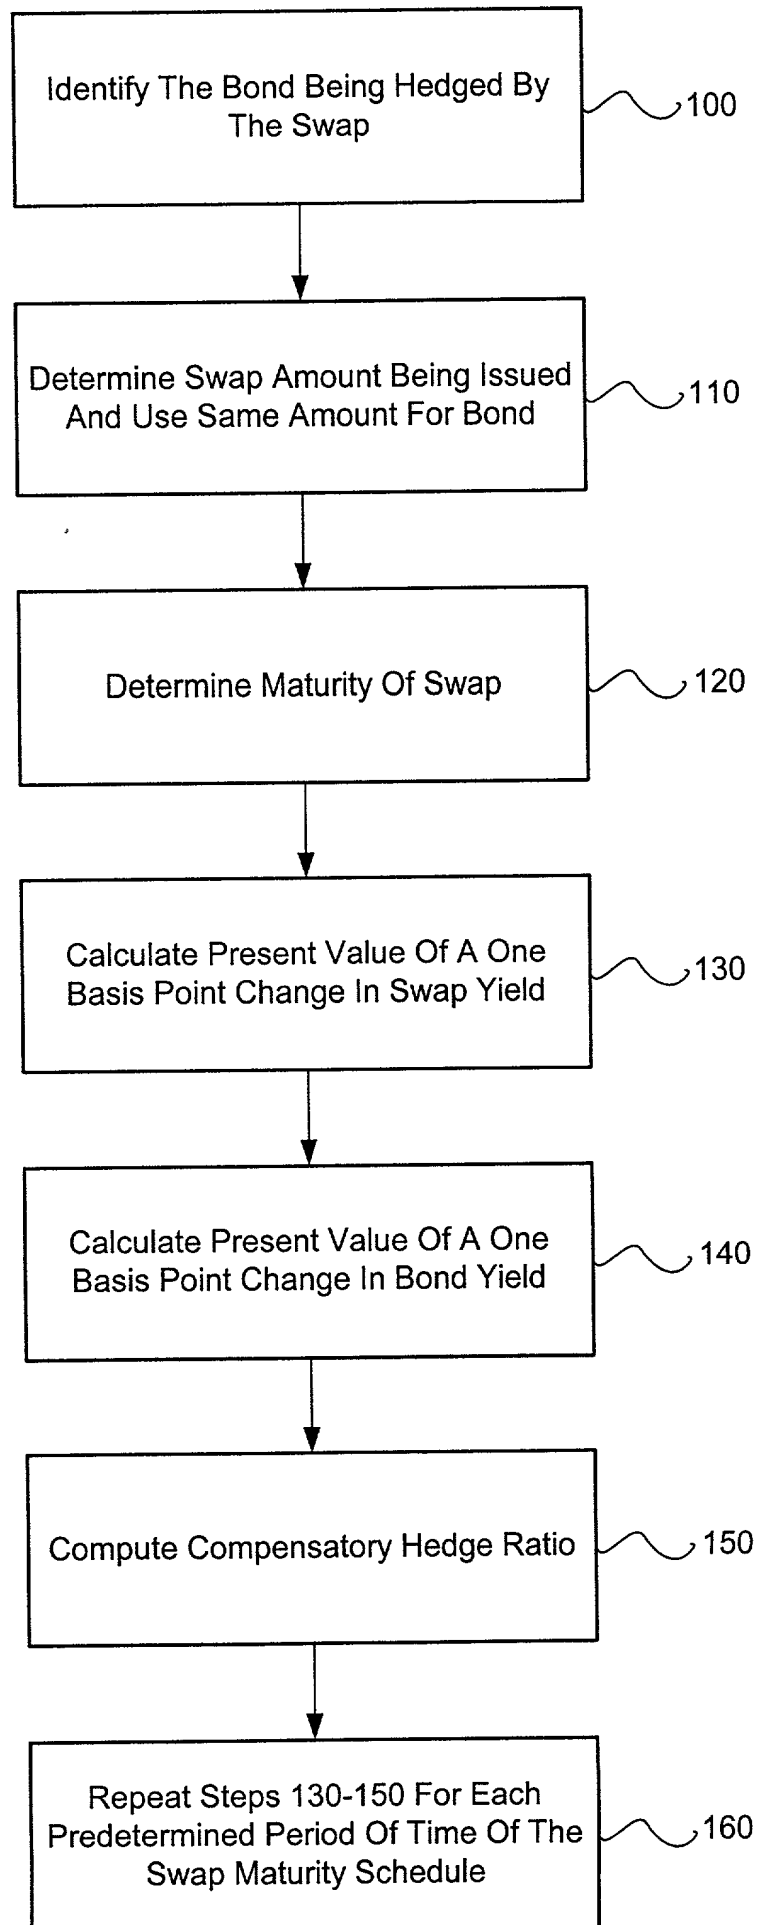 Identify The Bond Being Hedged By
The Swap
100
Determine Swap Amount Being Issued
And Use Same Amount For Bond
110
Determine Maturity Of Swap
120
Calculate Present Value Of A One
Basis Point Change In Swap Yield
130
Calculate Present Value Of A One
Basis Point Change In Bond Yield
140
Compute Compensatory Hedge Ratio
150
Repeat Steps 130-150 For Each
Predetermined Period Of Time Of The
Swap Maturity Schedule
160